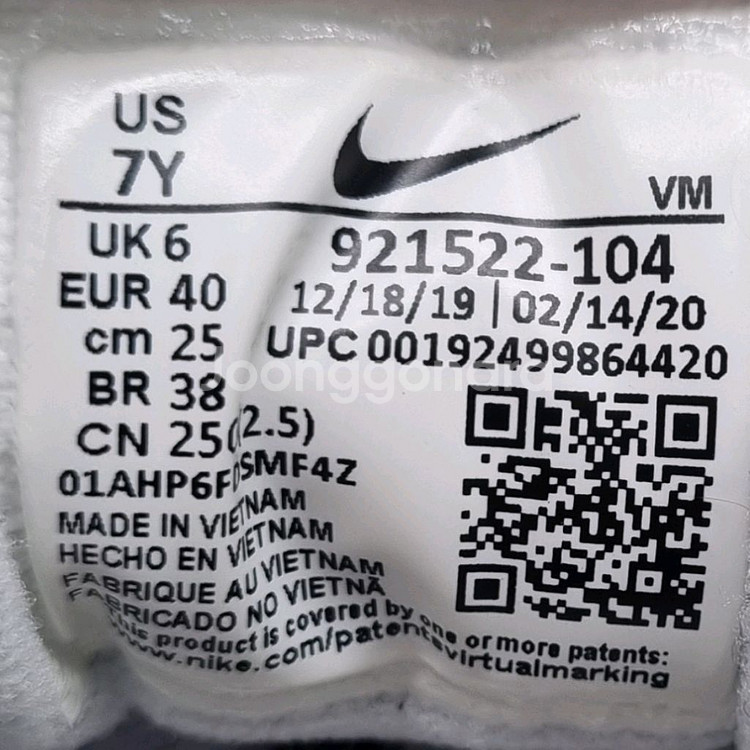 US
7Y
VM
UK 6
EUR 40
cm 25
BR 38
CN 250(2.5)
921522-104
12/18/19 | 02/14/20
UPC 00192499864420
Joonggonara
01AHP6FDSMF4Z
MADE IN VIETNAM
HECHO EN VIETNAM
FABRIQUE AU VIETNAM
FABRICADO NO VIETNÃ
This product is covered by one or more patents:
www.nike.com/patentsvirtualmarking